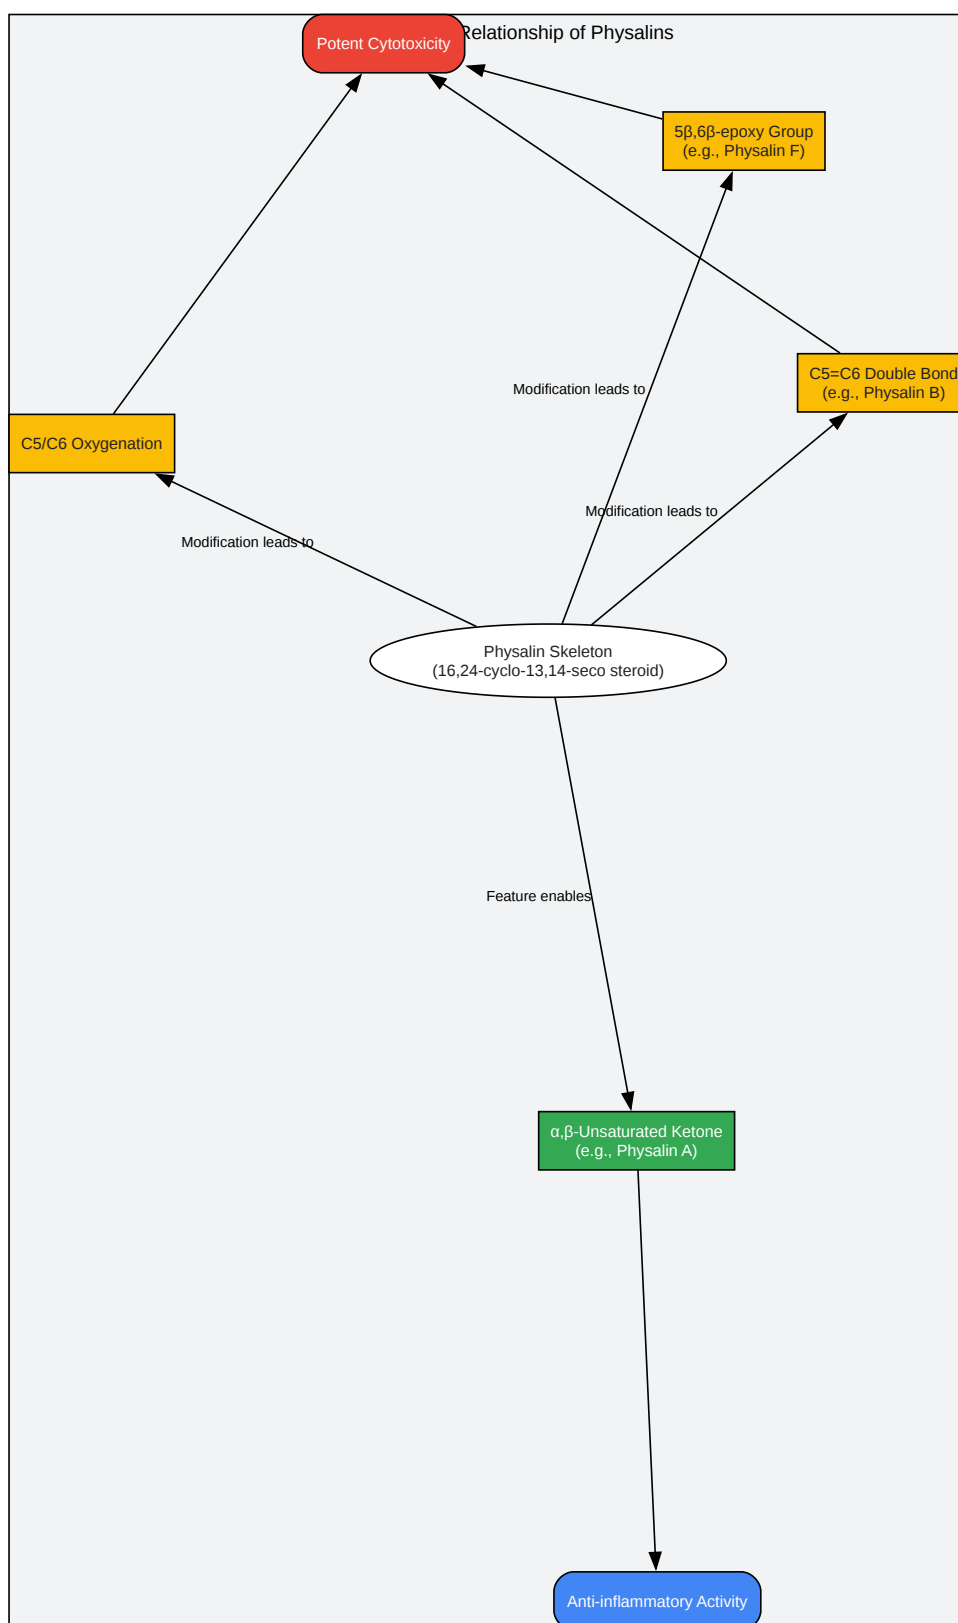 Potent Cytotoxicity
Relationship of Physalins
5β,6β-epoxy Group
(e.g., Physalin F)
C5=C6 Double Bond
(e.g., Physalin B)
Modification leads to
C5/C6 Oxygenation
Modification leads to
Modification leads to
Physalin Skeleton
(16,24-cyclo-13,14-seco steroid)
Feature enables
α,β-Unsaturated Ketone
(e.g., Physalin A)
Anti-inflammatory Activity